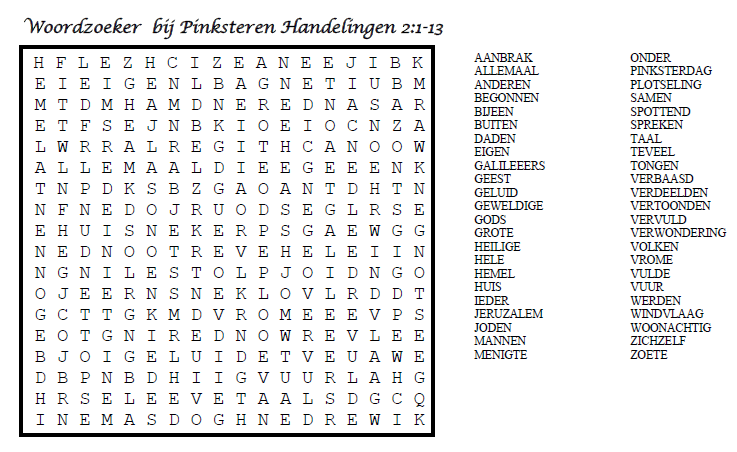 Woordzoeker bij Pinksteren Handelingen 2:1-13
H F L E Z H C I Z E A N E E J I B K
E I E I G E N L B A G N E T I U B M
M T D M H A M D N E R E D N A S A R
E T F S E J N B K I O E I O C N Z A
L W R R A L R E G I T H C A N O O W
A L L E M A A L D I E E G E E E N K
T N P D K S B Z G A O A N T D H T N
N F N E D O J R U O D S E G L R S E
E H U I S N E K E R P S G A E W G G
N E D N O O T R E V E H E L E I I N
N G N I L E S T O L P J O I D N G O
O J E E R N S N E K L O V L R D D T
G C T T G K M D V R O M E E E V P S
E O T G N I R E D N O W R E V L E E
B J O I G E L U I D E T V E U A W E
D B P N B D H I I G V U U R L A H G
H R S E L E E V E T A A L S D G C Q
I N E M A S D O G H N E D R E W I K
AANBRAK
ALLEMAAL
ANDEREN
BEGONNEN
BIJEEN
BUITEN
DADEN
EIGEN
GALILEEERS
GEEST
GELUID
GEWELDIGE
GODS
GROTE
HEILIGE
HELE
HEMEL
HUIS
IEDER
JERUZALEM
JODEN
MANNEN
MENIGTE
ONDER
PINKSTERDAG
PLOTSELING
SAMEN
SPOTTEND
SPREKEN
TAAL
TEVEEL
TONGEN
VERBAASD
VERDEELDEN
VERTOONDEN
VERVULD
VERWONDERING
VOLKEN
VROME
VULDE
VUUR
WERDEN
WINDVLAAG
WOONACHTIG
ZICHZELF
ZOETE